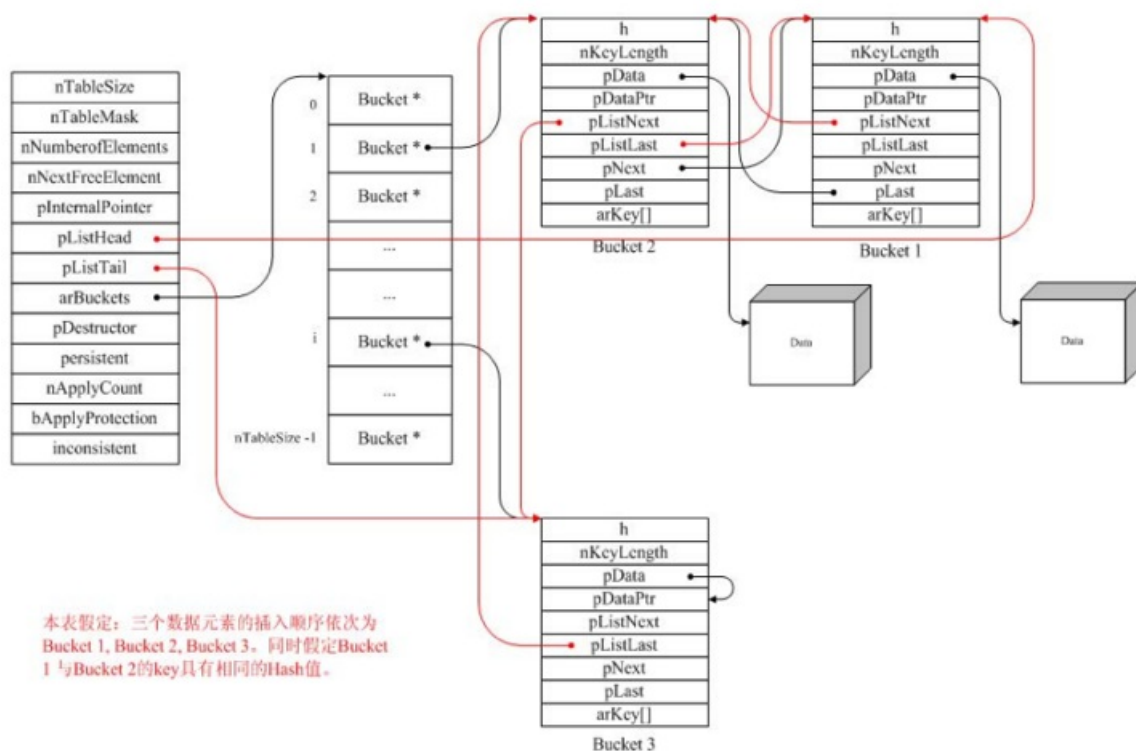 nTableSize
nTableMask
nNumberofElements
nNextFreeElement
pInternalPointer
pListHead
pListTail
arBuckets
pDestructor
persistent
nApplyCount
bApplyProtection
inconsistent
0
Bucket *
1
Bucket *
2
Bucket *
...
...
i
Bucket *
...
nTableSize -1
Bucket *
h
nKeyLength
pData
pDataPtr
pListNext
pListLast
pNext
pLast
arKey[]
Bucket 2
h
nKeyLength
pData
pDataPtr
pListNext
pListLast
pNext
pLast
arKey[]
Bucket 1
Data
Data
h
nKeyLength
pData
pDataPtr
pListNext
pListLast
pNext
pLast
arKey[]
Bucket 3
本表假定：三个数据元素的插入顺序依次为
Bucket 1, Bucket 2, Bucket 3。同时假定Bucket
1 与Bucket 2的key具有相同的Hash值。